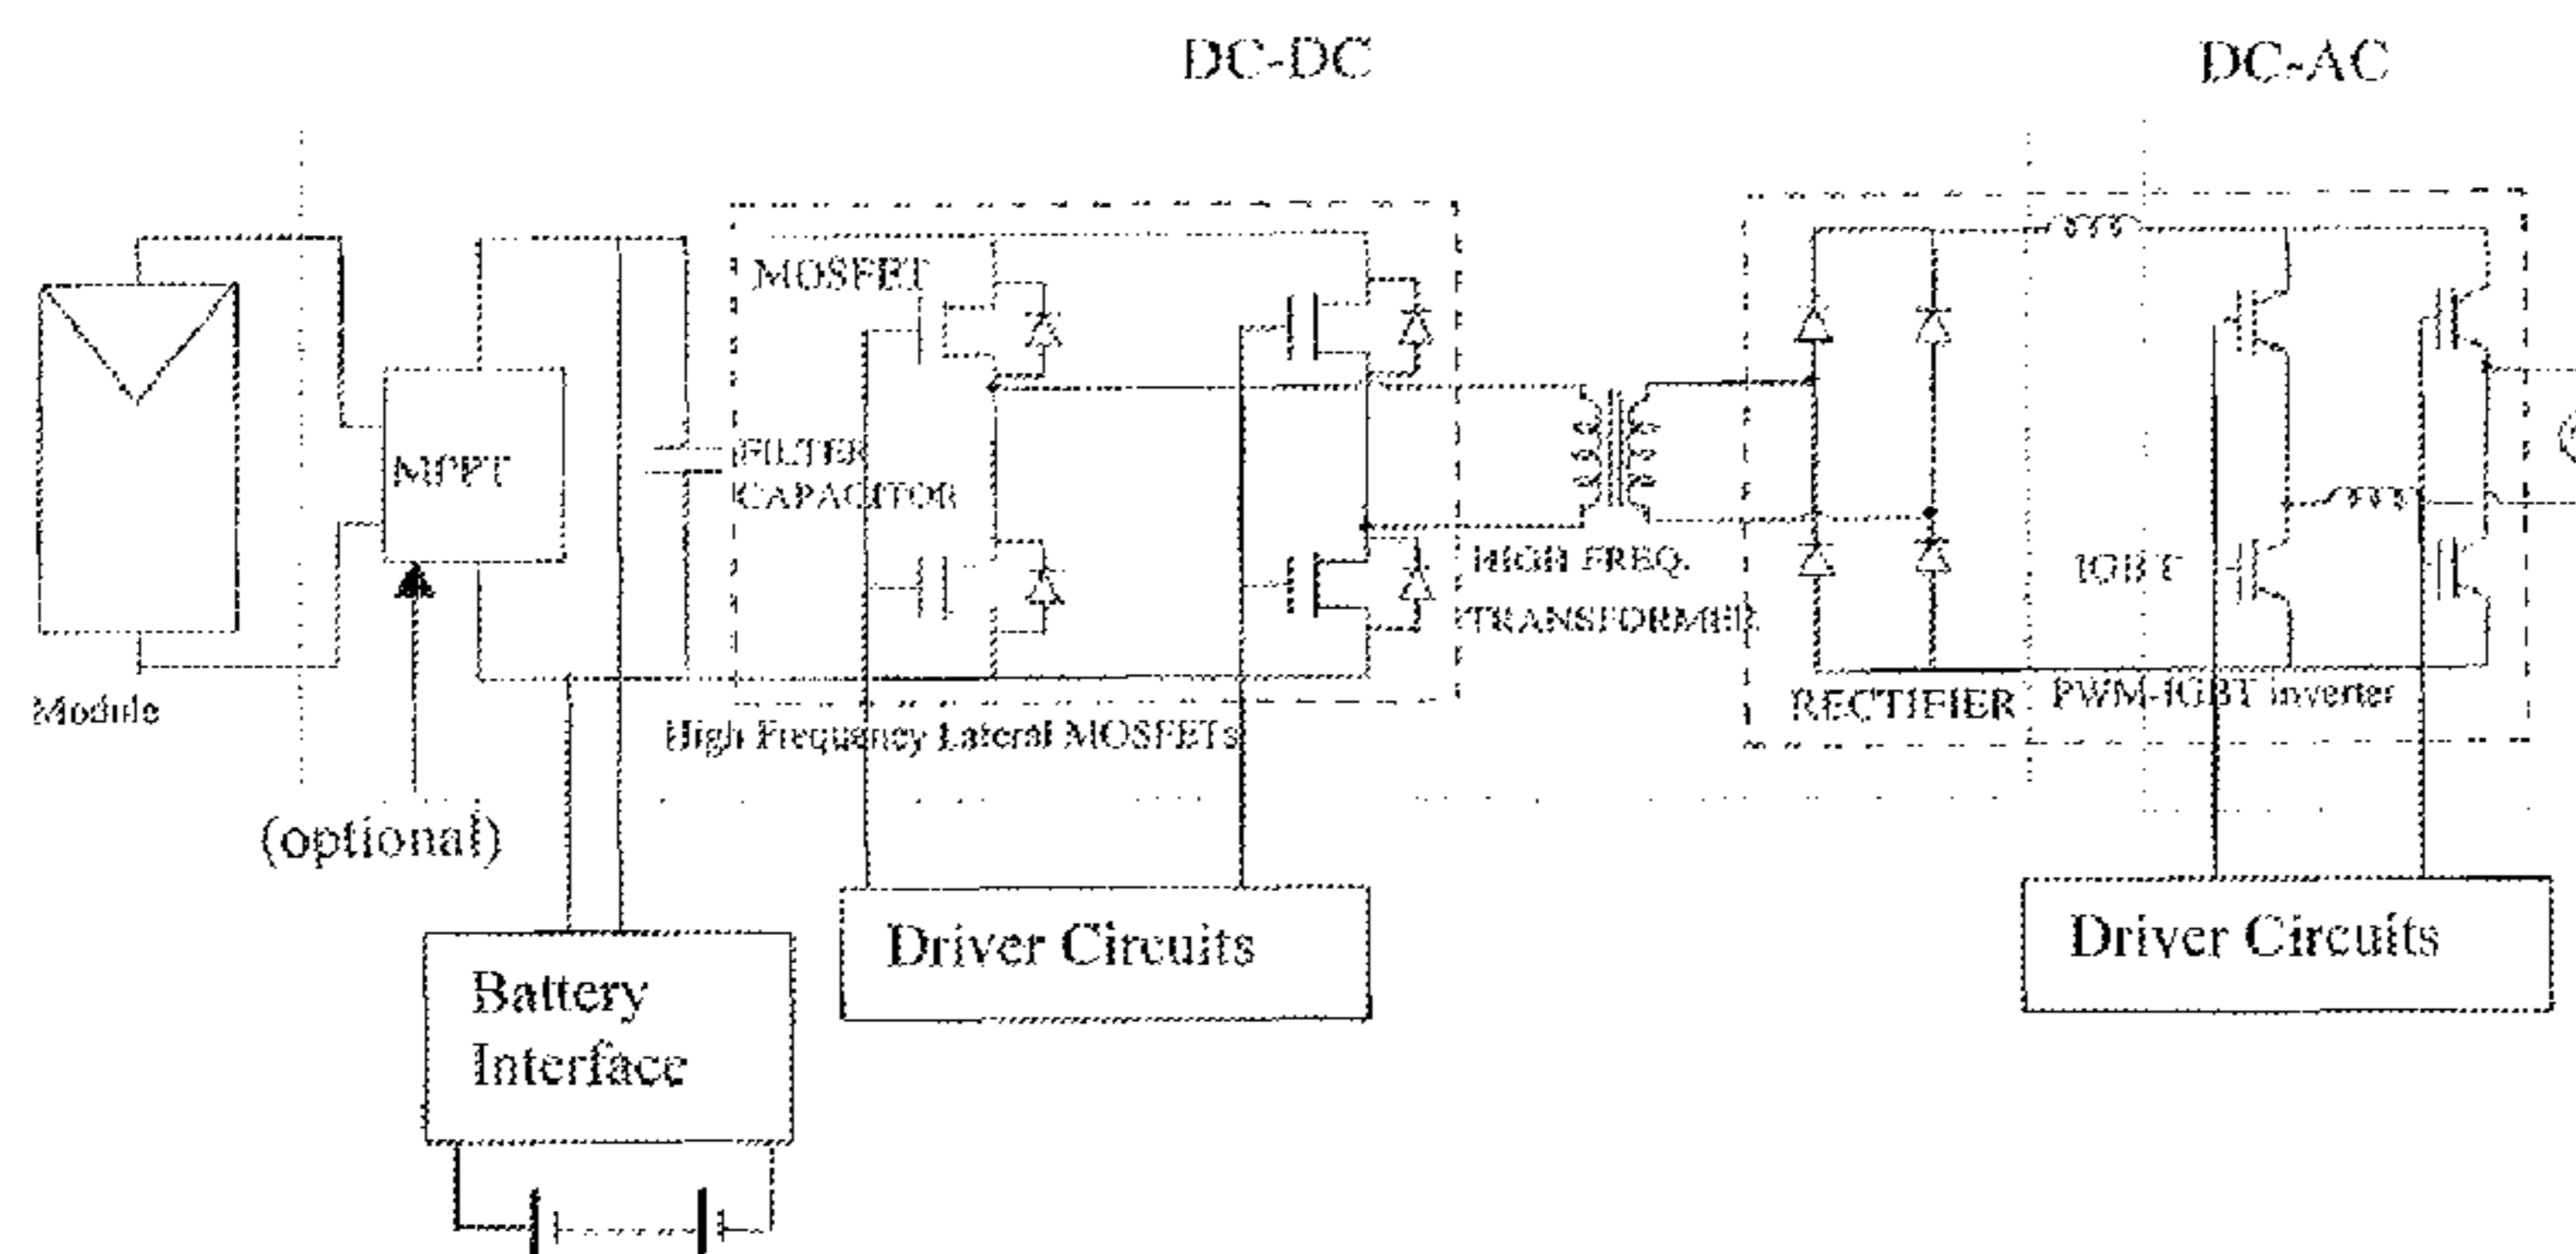 DC-DC
DC-AC
MOSFET
MPPT
FILTER
CAPACITOR
HIGH FREQ.
TRANSFORMER
IGBT
Module
RECTIFIER
PWM-IGBT inverter
High Frequency Lateral MOSFETs
(optional)
Driver Circuits
Driver Circuits
Battery
Interface